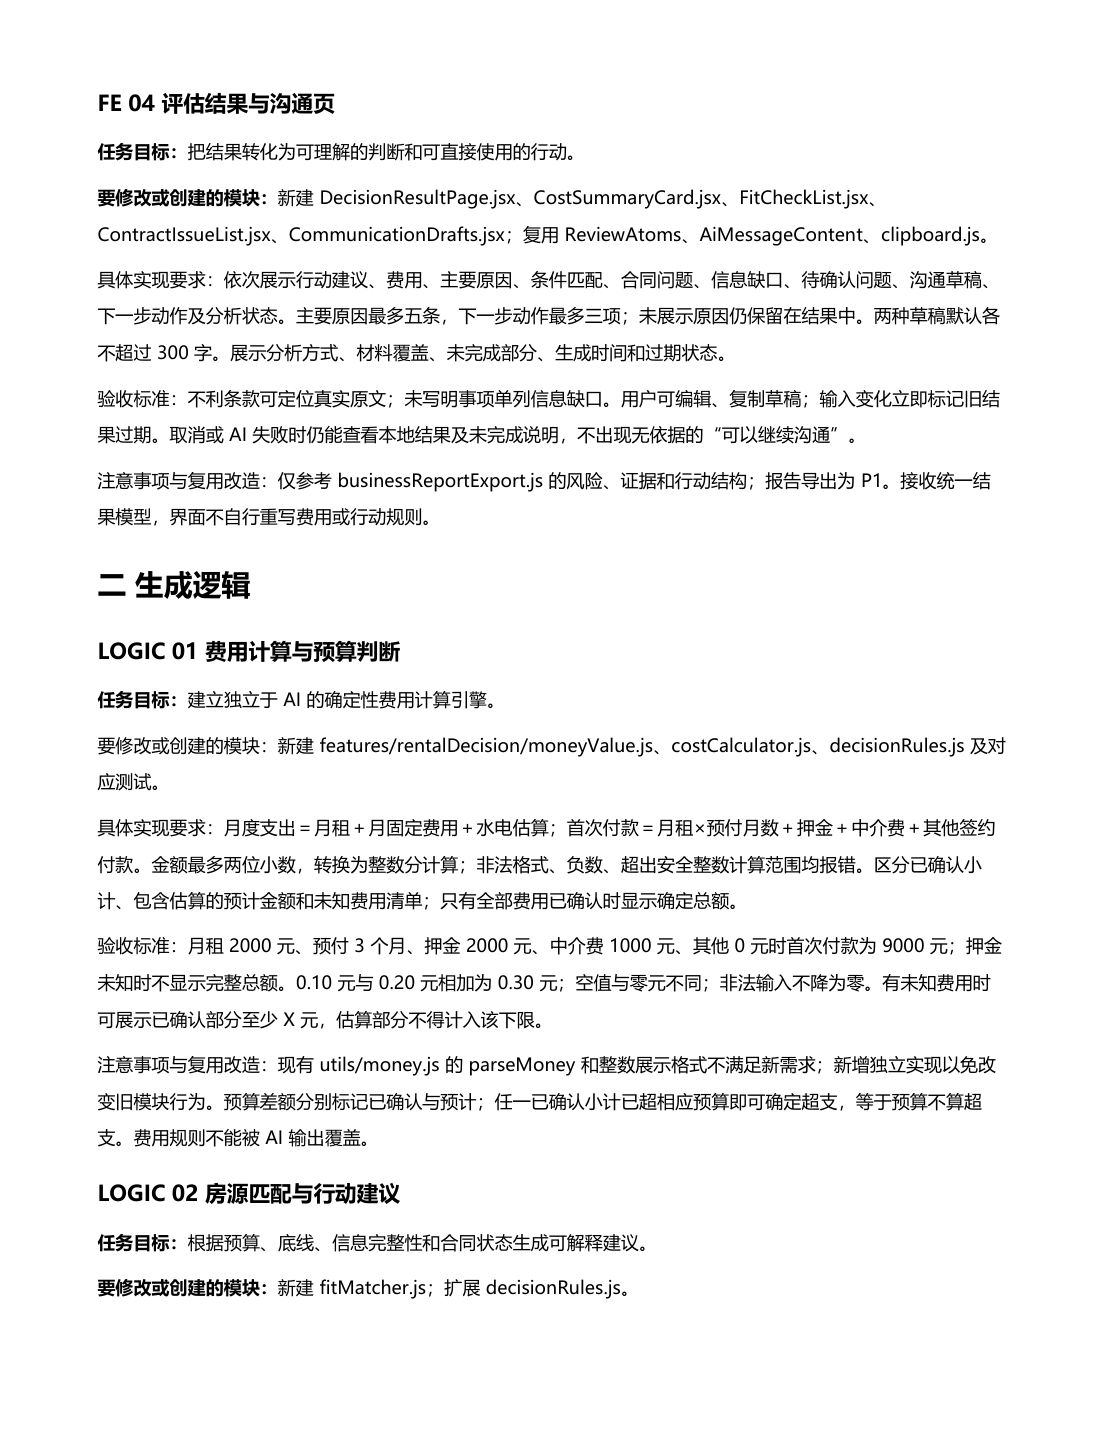 FE 04 评估结果与沟通页
任务目标：把结果转化为可理解的判断和可直接使用的行动。
要修改或创建的模块：新建 DecisionResultPage.jsx、CostSummaryCard.jsx、FitCheckList.jsx、
ContractIssueList.jsx、CommunicationDrafts.jsx；复用 ReviewAtoms、AiMessageContent、clipboard.js。
具体实现要求：依次展示行动建议、费用、主要原因、条件匹配、合同问题、信息缺口、待确认问题、沟通草稿、
下一步动作及分析状态。主要原因最多五条，下一步动作最多三项；未展示原因仍保留在结果中。两种草稿默认各
不超过 300 字。展示分析方式、材料覆盖、未完成部分、生成时间和过期状态。
验收标准：不利条款可定位真实原文；未写明事项单列信息缺口。用户可编辑、复制草稿；输入变化立即标记旧结
果过期。取消或 AI 失败时仍能查看本地结果及未完成说明，不出现无依据的“可以继续沟通”。
注意事项与复用改造：仅参考 businessReportExport.js 的风险、证据和行动结构；报告导出为 P1。接收统一结
果模型，界面不自行重写费用或行动规则。
二 生成逻辑
LOGIC 01 费用计算与预算判断
任务目标：建立独立于 AI 的确定性费用计算引擎。
要修改或创建的模块：新建 features/rentalDecision/moneyValue.js、costCalculator.js、decisionRules.js 及对
应测试。
具体实现要求：月度支出＝月租＋月固定费用＋水电估算；首次付款＝月租×预付月数＋押金＋中介费＋其他签约
付款。金额最多两位小数，转换为整数分计算；非法格式、负数、超出安全整数计算范围均报错。区分已确认小
计、包含估算的预计金额和未知费用清单；只有全部费用已确认时显示确定总额。
验收标准：月租 2000 元、预付 3 个月、押金 2000 元、中介费 1000 元、其他 0 元时首次付款为 9000 元；押金
未知时不显示完整总额。0.10 元与 0.20 元相加为 0.30 元；空值与零元不同；非法输入不降为零。有未知费用时
可展示已确认部分至少 X 元，估算部分不得计入该下限。
注意事项与复用改造：现有 utils/money.js 的 parseMoney 和整数展示格式不满足新需求；新增独立实现以免改
变旧模块行为。预算差额分别标记已确认与预计；任一已确认小计已超相应预算即可确定超支，等于预算不算超
支。费用规则不能被 AI 输出覆盖。
LOGIC 02 房源匹配与行动建议
任务目标：根据预算、底线、信息完整性和合同状态生成可解释建议。
要修改或创建的模块：新建 fitMatcher.js；扩展 decisionRules.js。